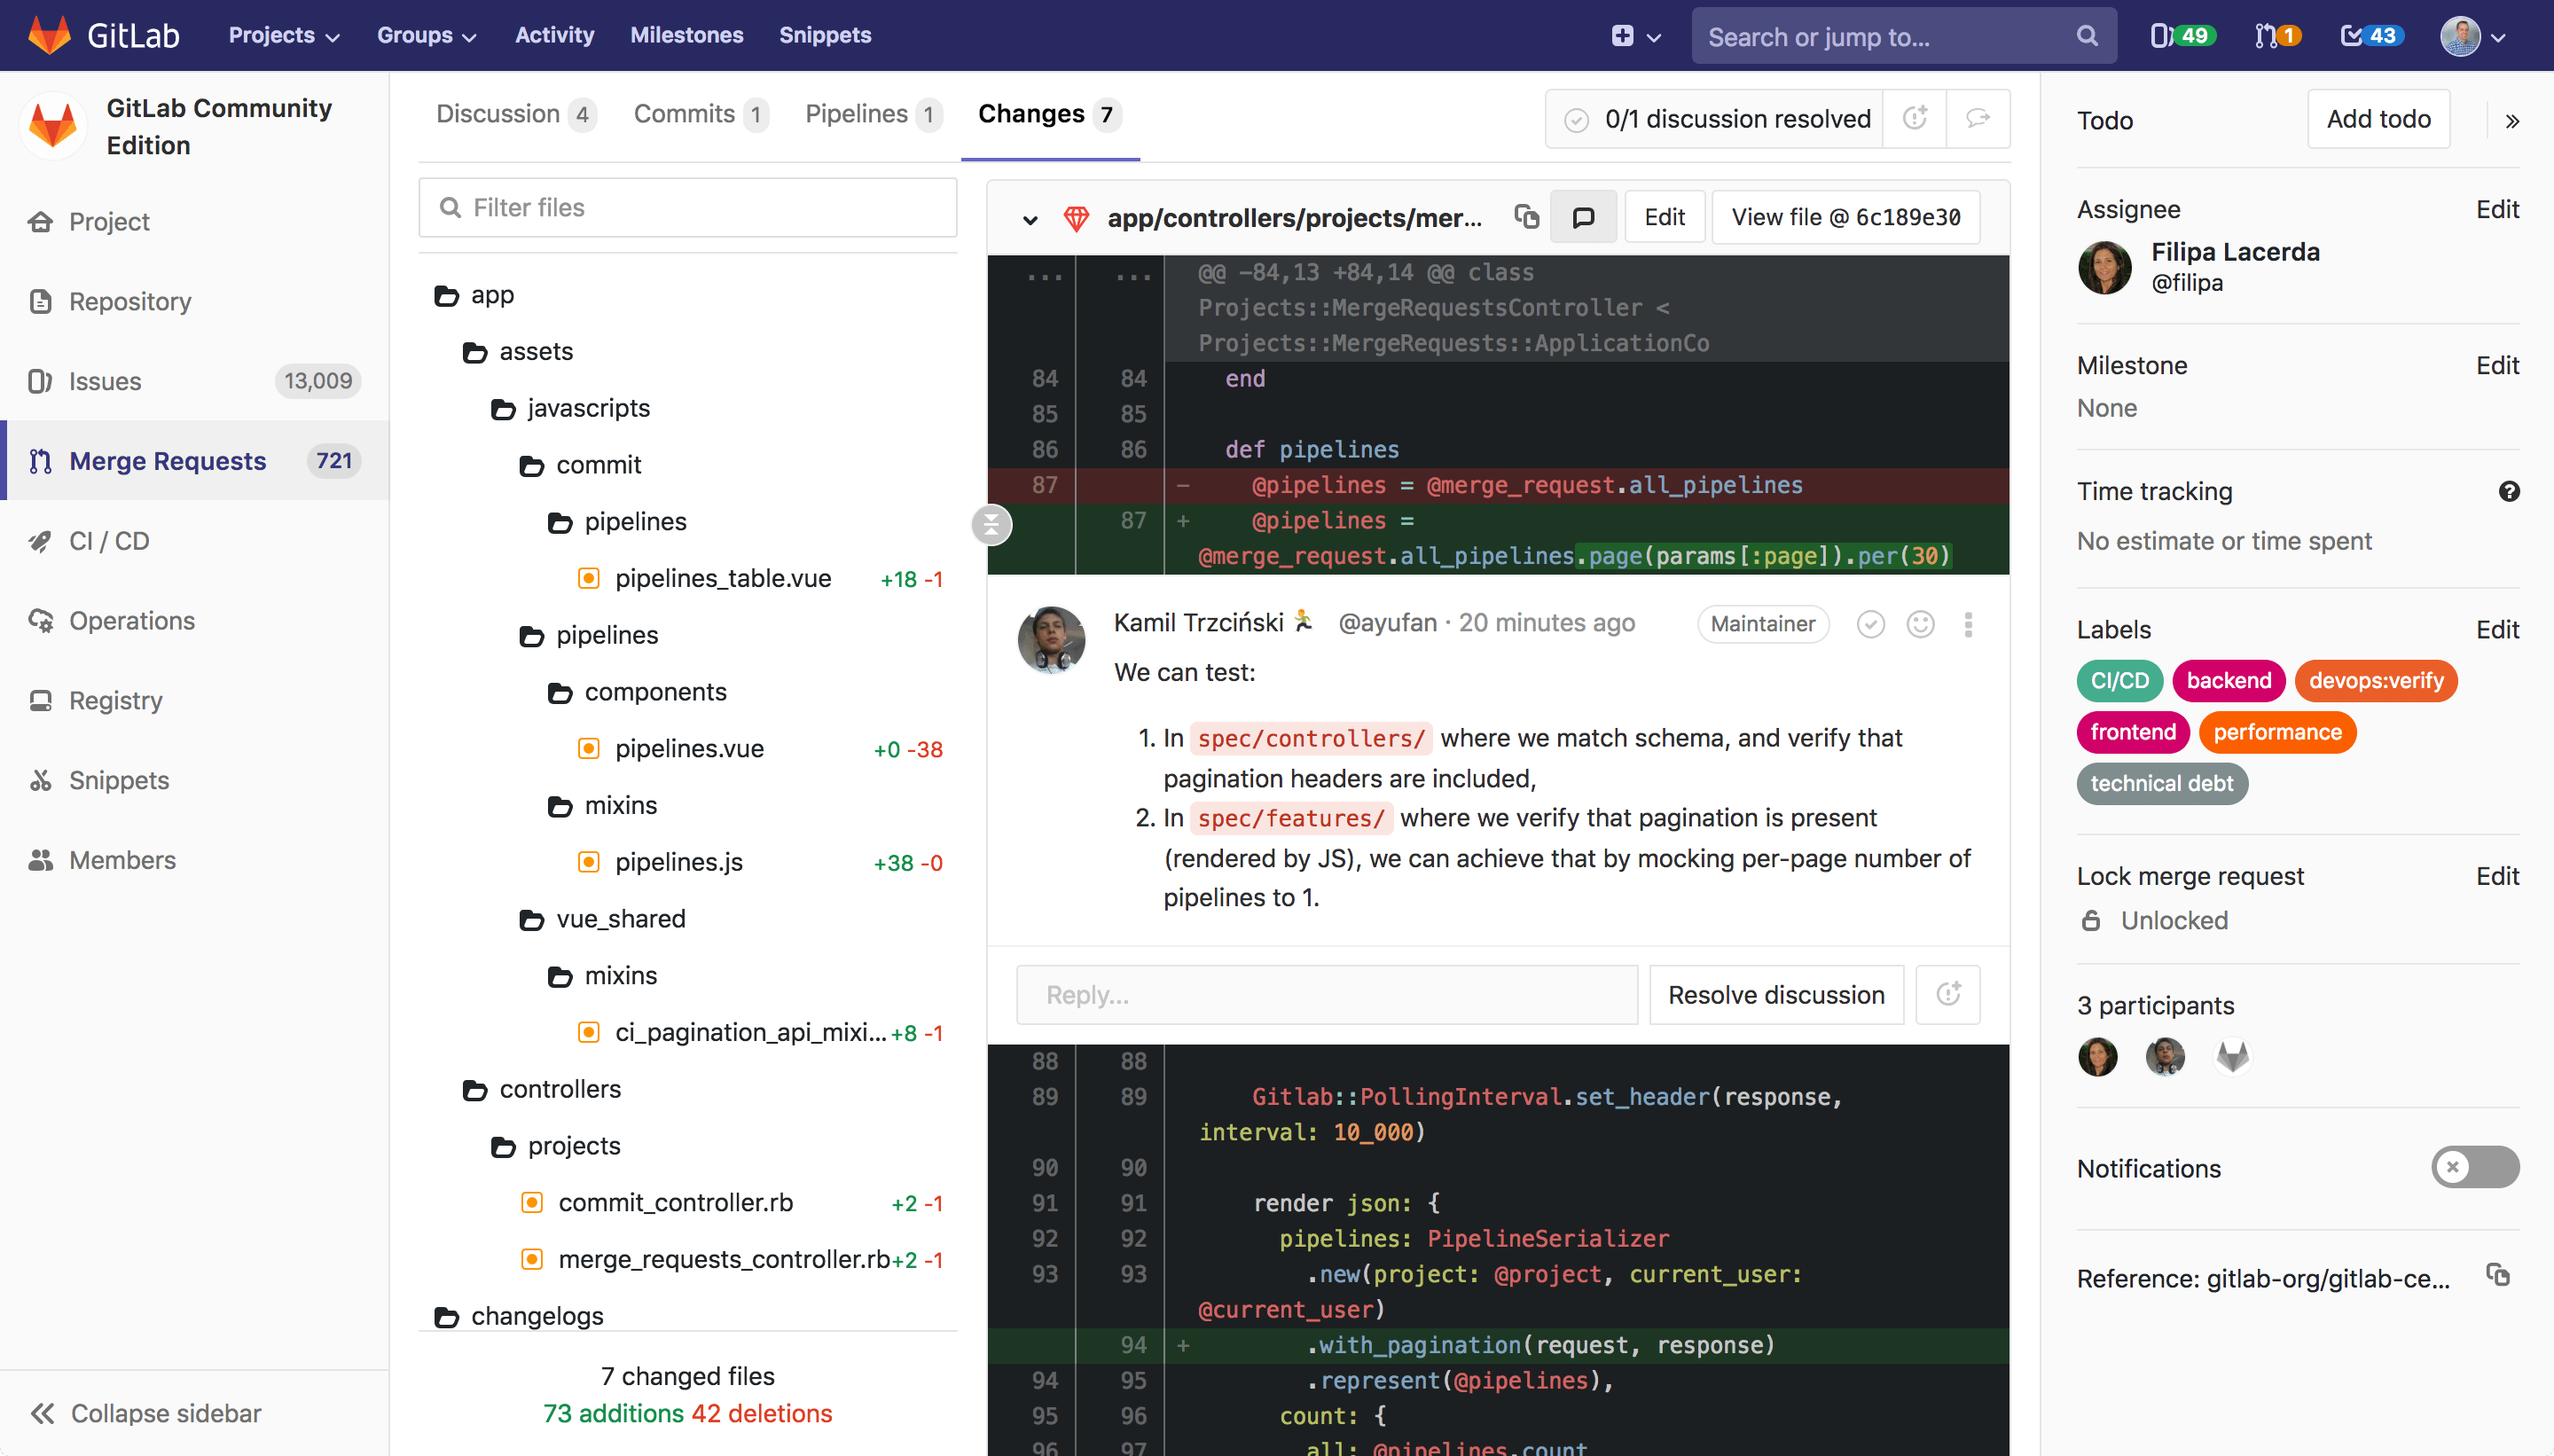 GitLab
Projects
Groups
Activity
Milestones
Snippets
Search or jump to...
49
1
43
GitLab Community
Edition
Project
Repository
Issues 13,009
Merge Requests 721
CI / CD
Operations
Registry
Snippets
Members
Collapse sidebar
Discussion 4
Commits 1
Pipelines 1
Changes 7
0/1 discussion resolved
Filter files
app
assets
javascripts
commit
pipelines
pipelines_table.vue +18 -1
pipelines
components
pipelines.vue +0 -38
mixins
pipelines.js +38 -0
vue_shared
mixins
ci_pagination_api_mixi... +8 -1
controllers
projects
commit_controller.rb +2 -1
merge_requests_controller.rb +2 -1
changelogs
7 changed files
73 additions 42 deletions
app/controllers/projects/mer...
Edit
View file @ 6c189e30
... ... @@ -84,13 +84,14 @@ class
Projects::MergeRequestsController <
Projects::MergeRequests::ApplicationCo
84 84 end
85 85
86 86 def pipelines
87 - @pipelines = @merge_request.all_pipelines
87 + @pipelines =
@merge_request.all_pipelines.page(params[:page]).per(30)
Kamil Trzciński @ayufan · 20 minutes ago Maintainer
We can test:
1. In spec/controllers/ where we match schema, and verify that
pagination headers are included,
2. In spec/features/ where we verify that pagination is present
(rendered by JS), we can achieve that by mocking per-page number of
pipelines to 1.
Reply...
Resolve discussion
88 88
89 89 Gitlab::PollingInterval.set_header(response,
interval: 10_000)
90 90
91 91 render json: {
92 92 pipelines: PipelineSerializer
93 93 .new(project: @project, current_user:
@current_user)
94 + .with_pagination(request, response)
94 95 .represent(@pipelines),
95 96 count: {
96 97 all: @pipelines.count
Todo
Add todo
Assignee
Edit
Filipa Lacerda
@filipa
Milestone
Edit
None
Time tracking
No estimate or time spent
Labels
Edit
CI/CD backend devops:verify
frontend performance
technical debt
Lock merge request
Edit
Unlocked
3 participants
Notifications
Reference: gitlab-org/gitlab-ce...